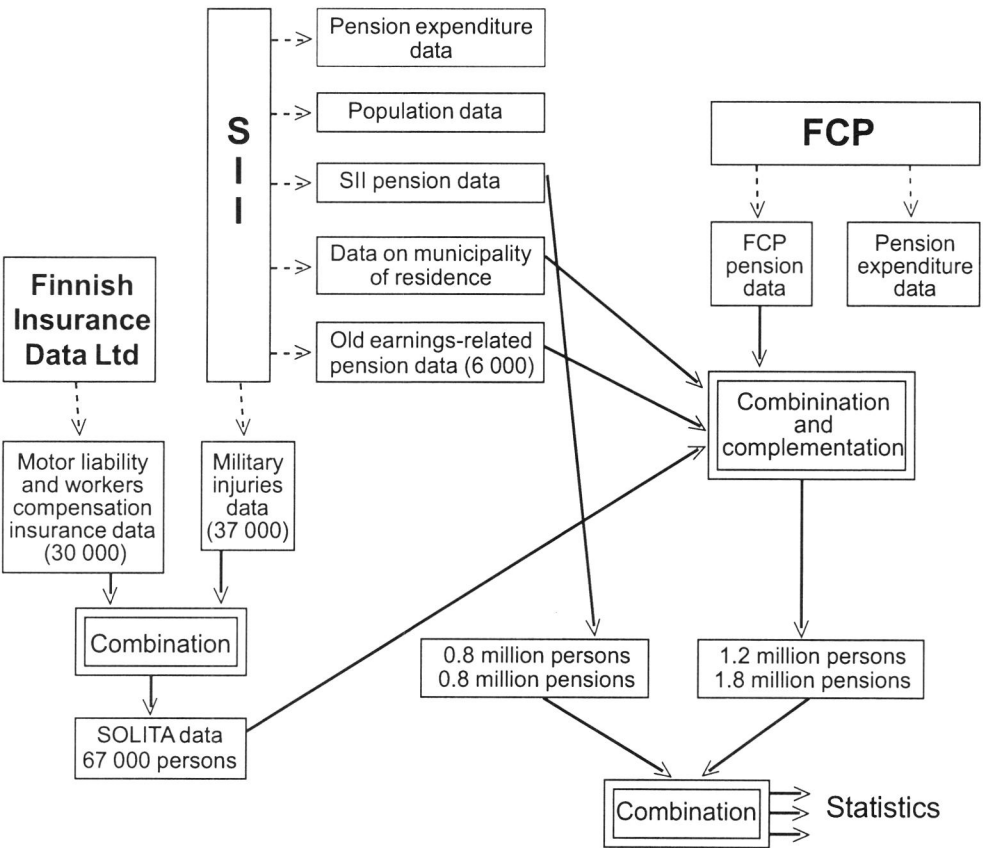 S
I
I
Pension expenditure
data
Population data
SII pension data
Data on municipality
of residence
Old earnings-related
pension data (6 000)
FCP
FCP
pension
data
Pension
expenditure
data
Finnish
Insurance
Data Ltd
Motor liability
and workers
compensation
insurance data
(30 000)
Military
injuries
data
(37 000)
Combinination
and
complementation
Combination
SOLITA data
67 000 persons
0.8 million persons
0.8 million pensions
1.2 million persons
1.8 million pensions
Combination
Statistics